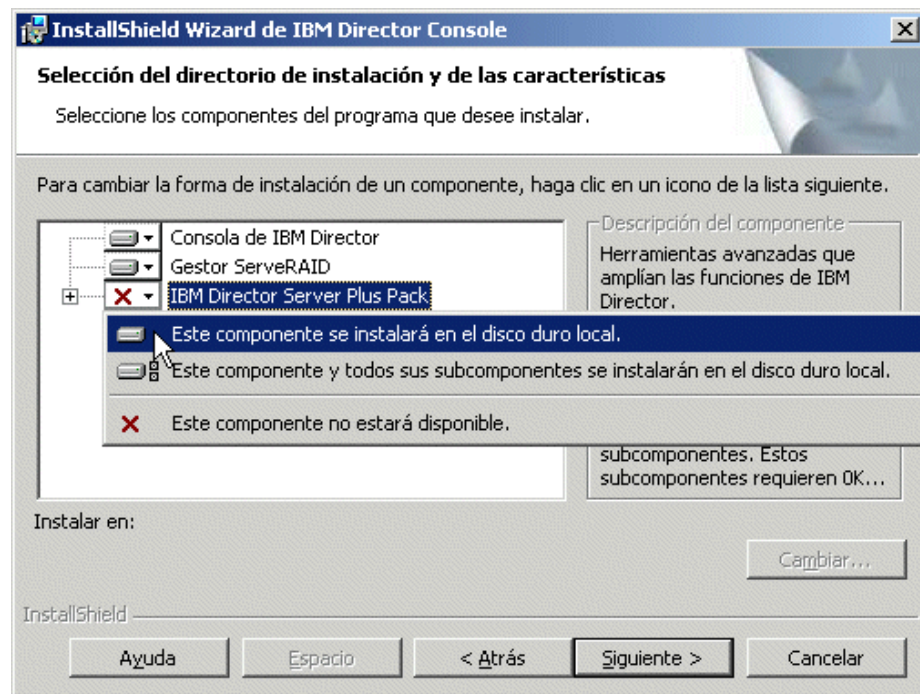 InstallShield Wizard de IBM Director Console
Selección del directorio de instalación y de las características
Seleccione los componentes del programa que desee instalar.
Para cambiar la forma de instalación de un componente, haga clic en un icono de la lista siguiente.
Consola de IBM Director
Gestor ServeRAID
IBM Director Server Plus Pack
Descripción del componente
Herramientas avanzadas que
amplían las funciones de IBM
Director.
Este componente se instalará en el disco duro local.
Este componente y todos sus subcomponentes se instalarán en el disco duro local.
Este componente no estará disponible.
subcomponentes. Estos
subcomponentes requieren 0K...
Instalar en:
Cambiar...
InstallShield
Ayuda
Espacio
< Atrás
Siguiente >
Cancelar